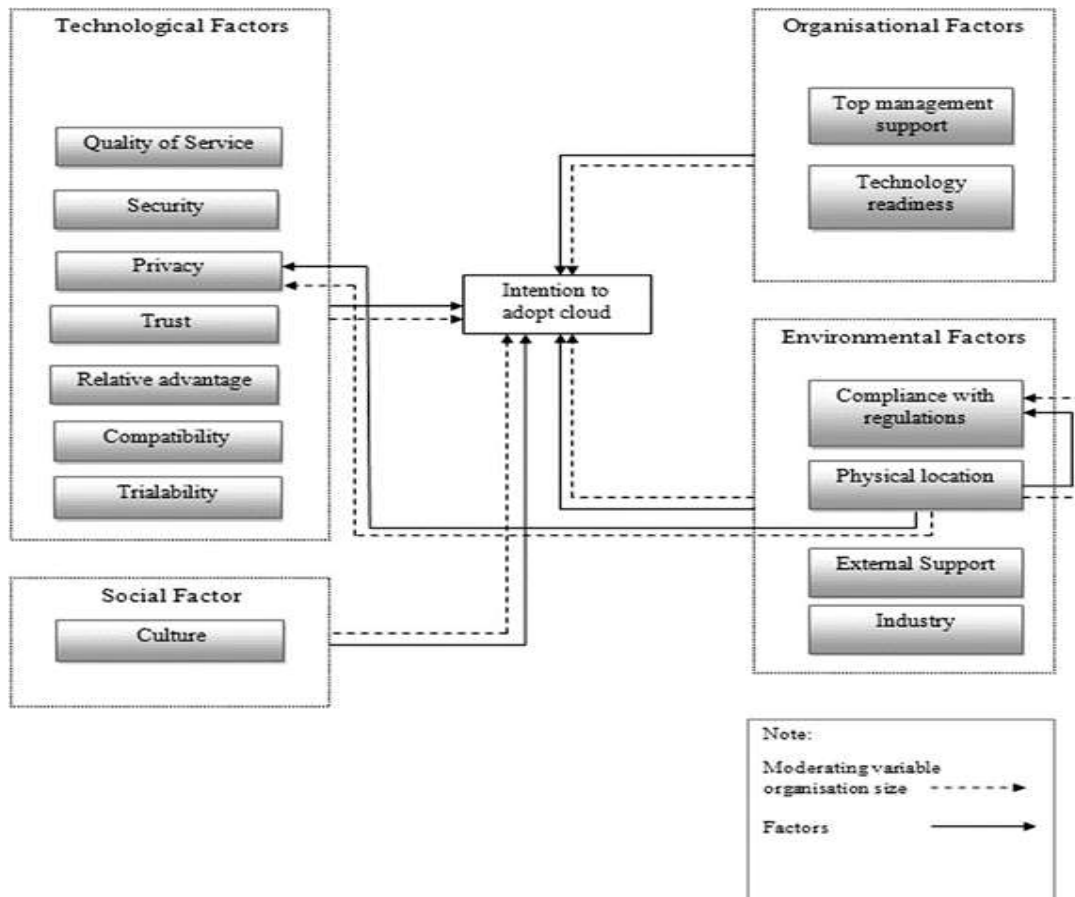 Technological Factors
Quality of Service
Security
Privacy
Trust
Relative advantage
Compatibility
Trialability
Social Factor
Culture
Intention to
adopt cloud
Organisational Factors
Top management
support
Technology
readiness
Environmental Factors
Compliance with
regulations
Physical location
External Support
Industry
Note:
Moderating variable
organisation size
Factors